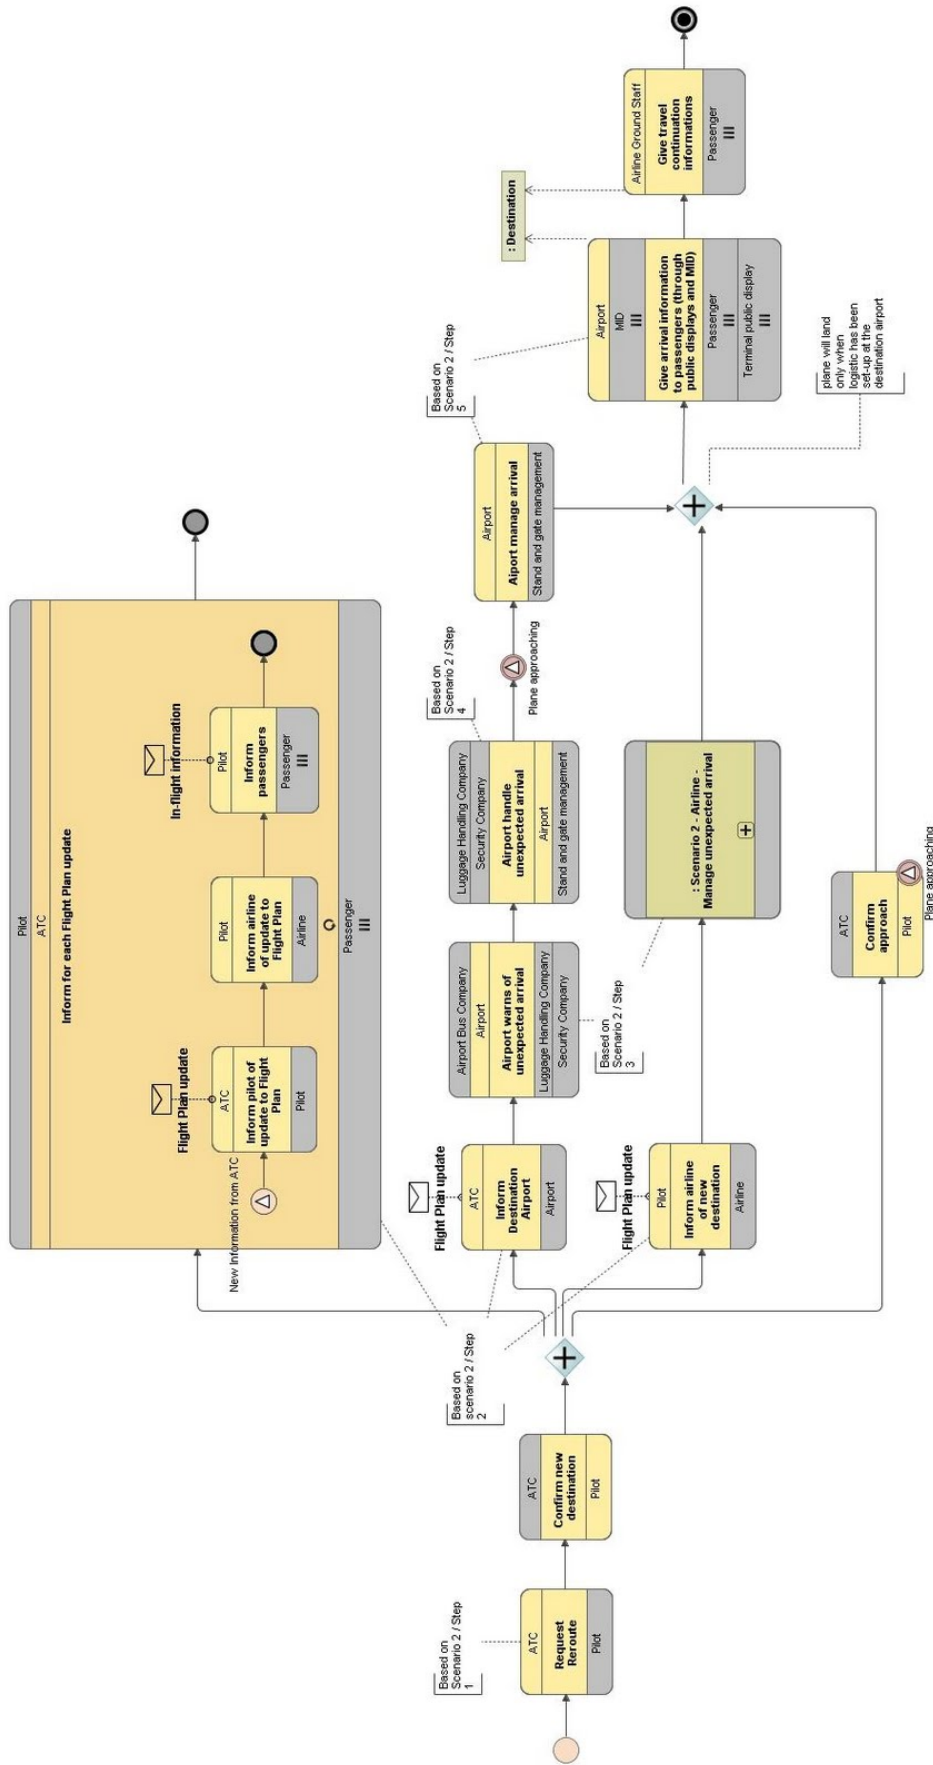 Based on
Scenario 2 / Step
1
ATC
Request
Reroute
Pilot
ATC
Confirm new
destination
Pilot
Based on
scenario 2 / Step
2
Pilot
ATC
Inform for each Flight Plan update
New Information from ATC
Flight Plan update
ATC
Inform pilot of
update to Flight
Plan
Pilot
Pilot
Inform airline
of update to
Flight Plan
Airline
In-flight information
Pilot
Inform
passengers
Passenger
Passenger
Flight Plan update
ATC
Inform
Destination
Airport
Airport
Airport Bus Company
Airport
Airport warns of
unexpected arrival
Luggage Handling Company
Security Company
Based on
Scenario 2 / Step
3
Luggage Handling Company
Security Company
Airport handle
unexpected arrival
Airport
Stand and gate management
Based on
Scenario 2 / Step
4
Plane approaching
Airport
Aiport manage arrival
Stand and gate management
Based on
Scenario 2 / Step
5
Flight Plan update
Pilot
Inform airline
of new
destination
Airline
: Scenario 2 - Airline -
Manage unexpected arrival
ATC
Confirm
approach
Pilot
Plane approaching
plane will land
only when
logistic has been
set-up at the
destination airport
Airport
MID
Give arrival information
to passengers (through
public displays and MID)
Passenger
Terminal public display
: Destination
Airline Ground Staff
Give travel
continuation
informations
Passenger